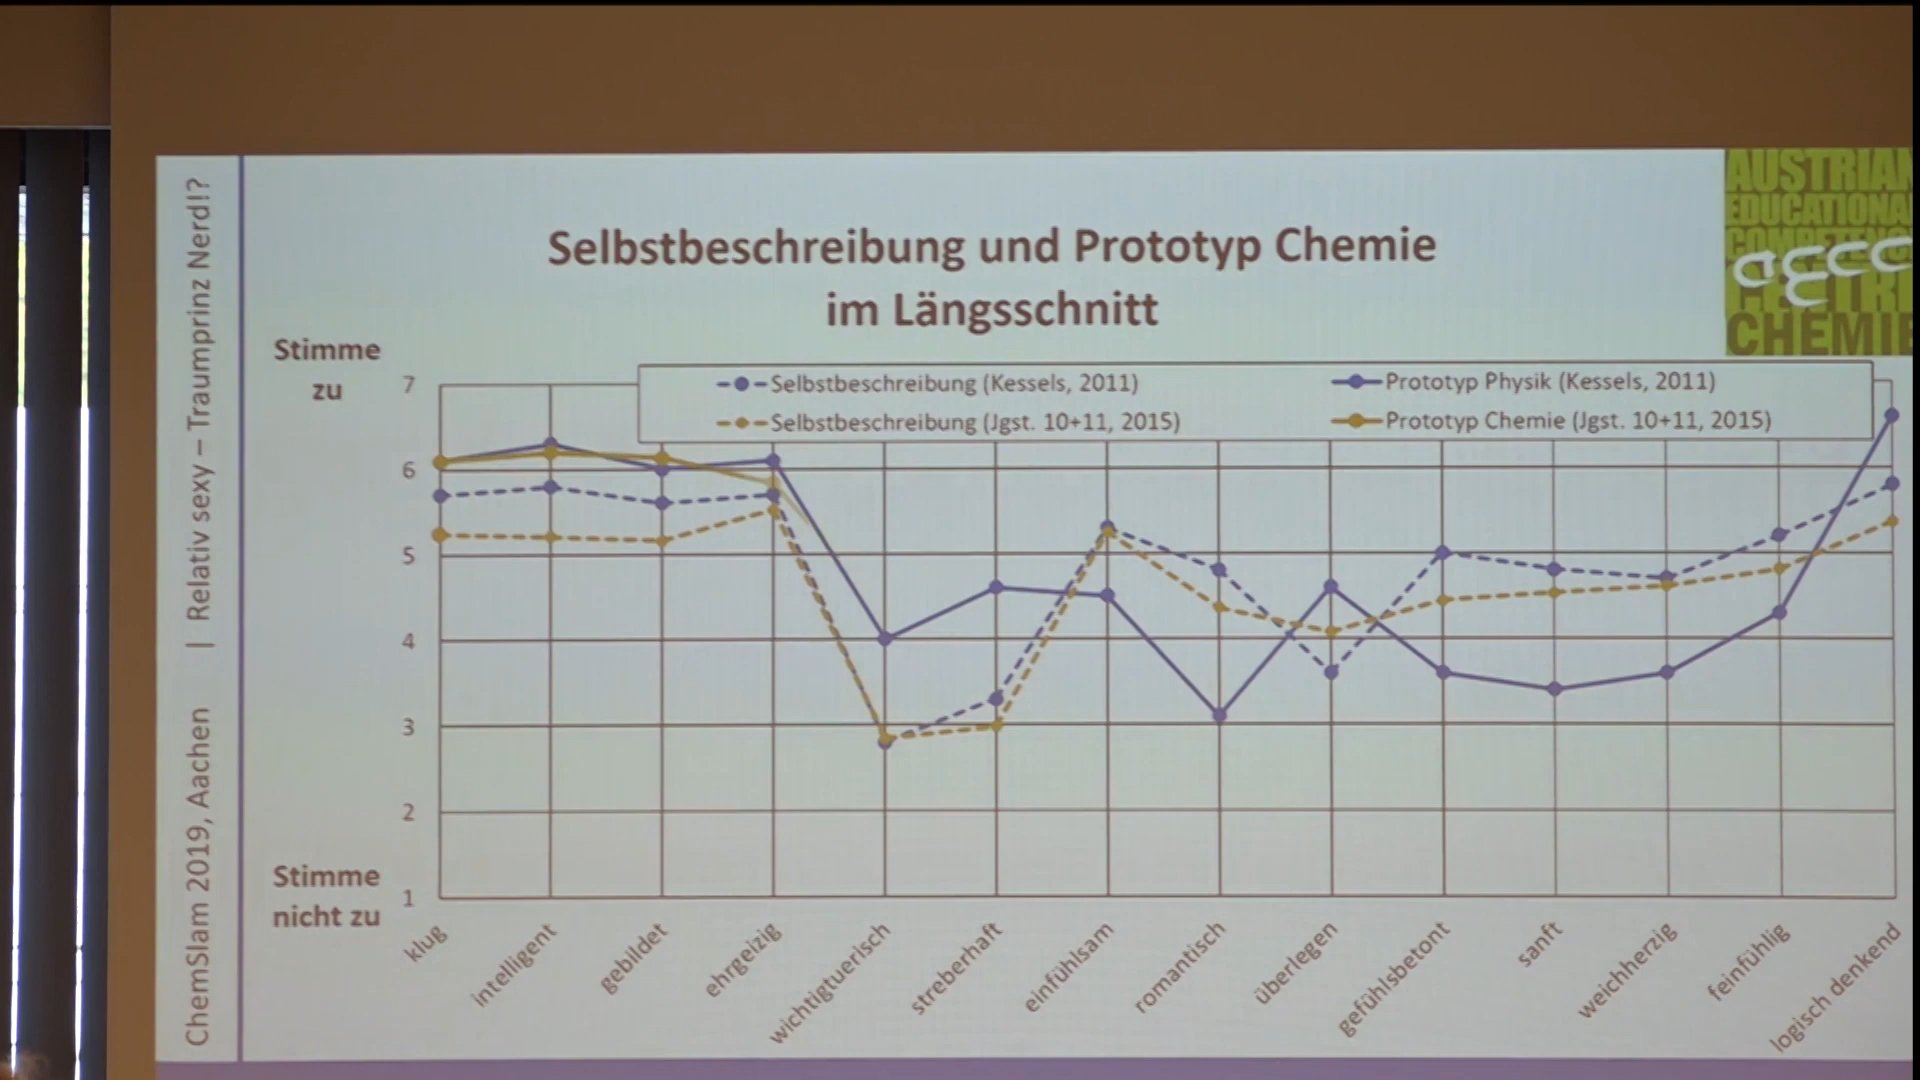 ChemSlam 2019, Aachen | Relativ sexy – Traumprinz Nerd!?
Selbstbeschreibung und Prototyp Chemie
im Längsschnitt
AUSTRIAN
EDUCATIONAL
COMPETENCE
aecc
CENTRE
CHEMIE
Stimme
zu
Selbstbeschreibung (Kessels, 2011)
Prototyp Physik (Kessels, 2011)
Selbstbeschreibung (Jgst. 10+11, 2015)
Prototyp Chemie (Jgst. 10+11, 2015)
7
6
5
4
3
2
1
Stimme
nicht zu
klug
intelligent
gebildet
ehrgeizig
wichtigtuerisch
streberhaft
einfühlsam
romantisch
überlegen
gefühlsbetont
sanft
weichherzig
feinfühlig
logisch denkend